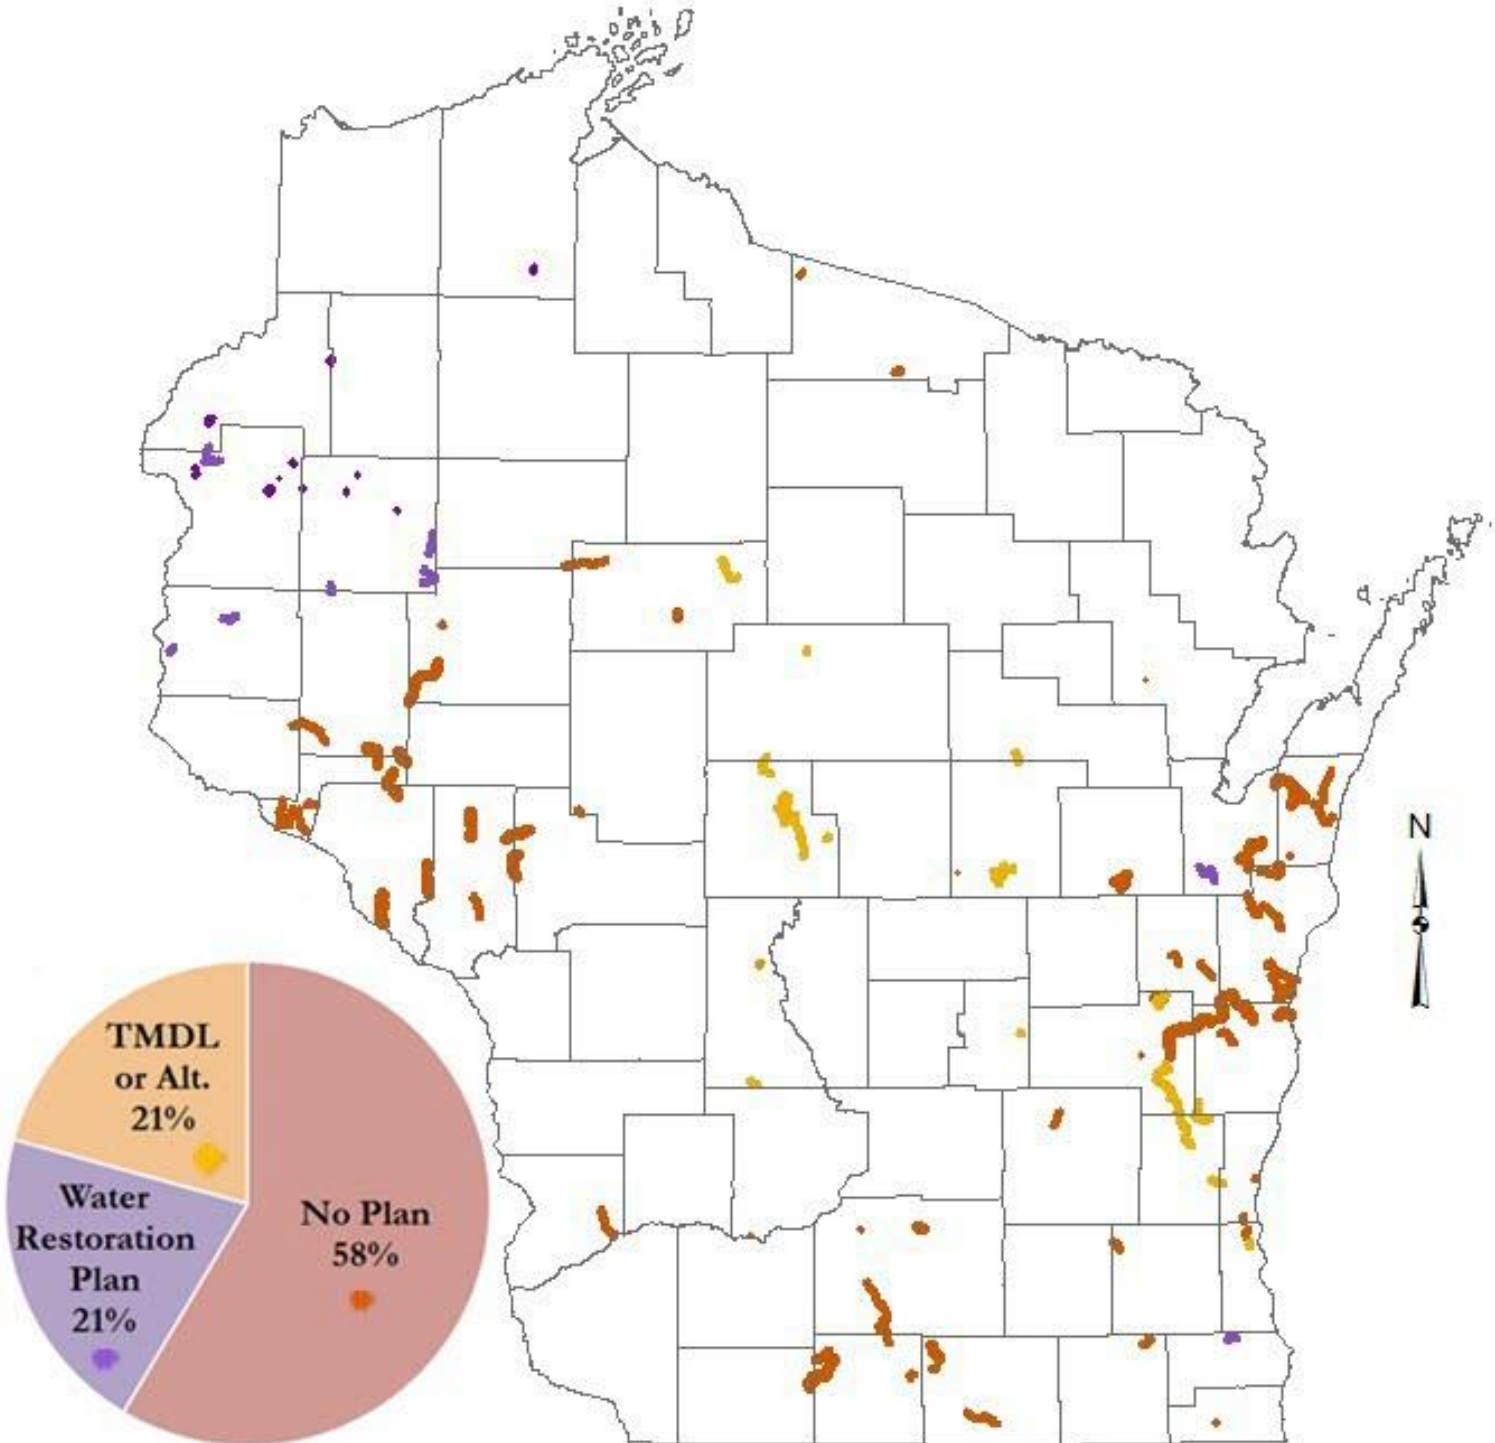 N
TMDL
or Alt.
21%
Water
Restoration
Plan
21%
No Plan
58%